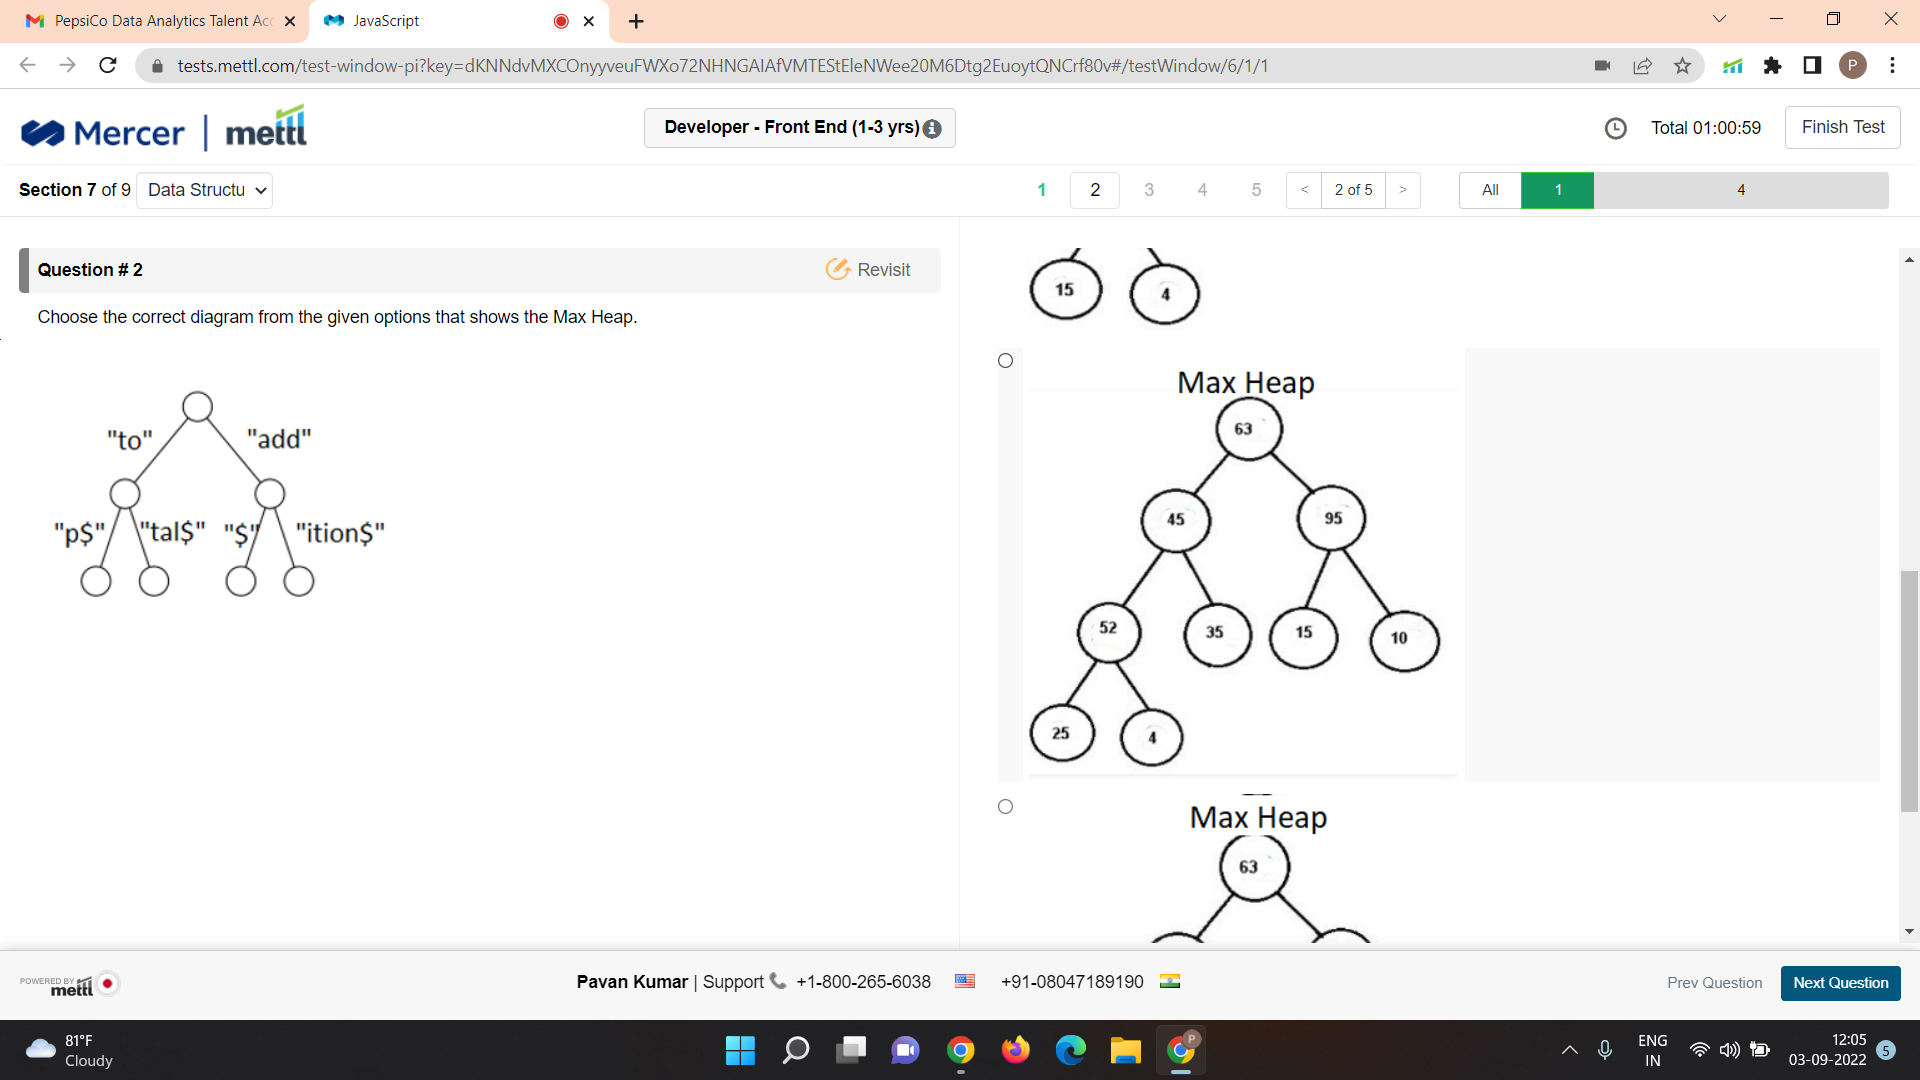 PepsiCo Data Analytics Talent Acc
JavaScript
tests.mettl.com/test-window-pi?key=dKNNdvMXCOnyyveuFWXo72NHNGAIAfVMTEStEleNWee20M6Dtg2EuoytQNCrf80v#/testWindow/6/1/1
P
Mercer | mettl
Developer - Front End (1-3 yrs)
Total 01:00:59
Finish Test
Section 7 of 9
Data Structu
1
2
3
4
5
<
2 of 5
>
All
1
4
Question # 2
Revisit
Choose the correct diagram from the given options that shows the Max Heap.
"to"
"add"
"p$"
"tal$"
"$"
"ition$"
15
4
Max Heap
63
45
95
52
35
15
10
25
4
Max Heap
63
POWERED BY
mettl
Pavan Kumar | Support
+1-800-265-6038
+91-08047189190
Prev Question
Next Question
81°F
Cloudy
P
ENG
IN
12:05
03-09-2022
5